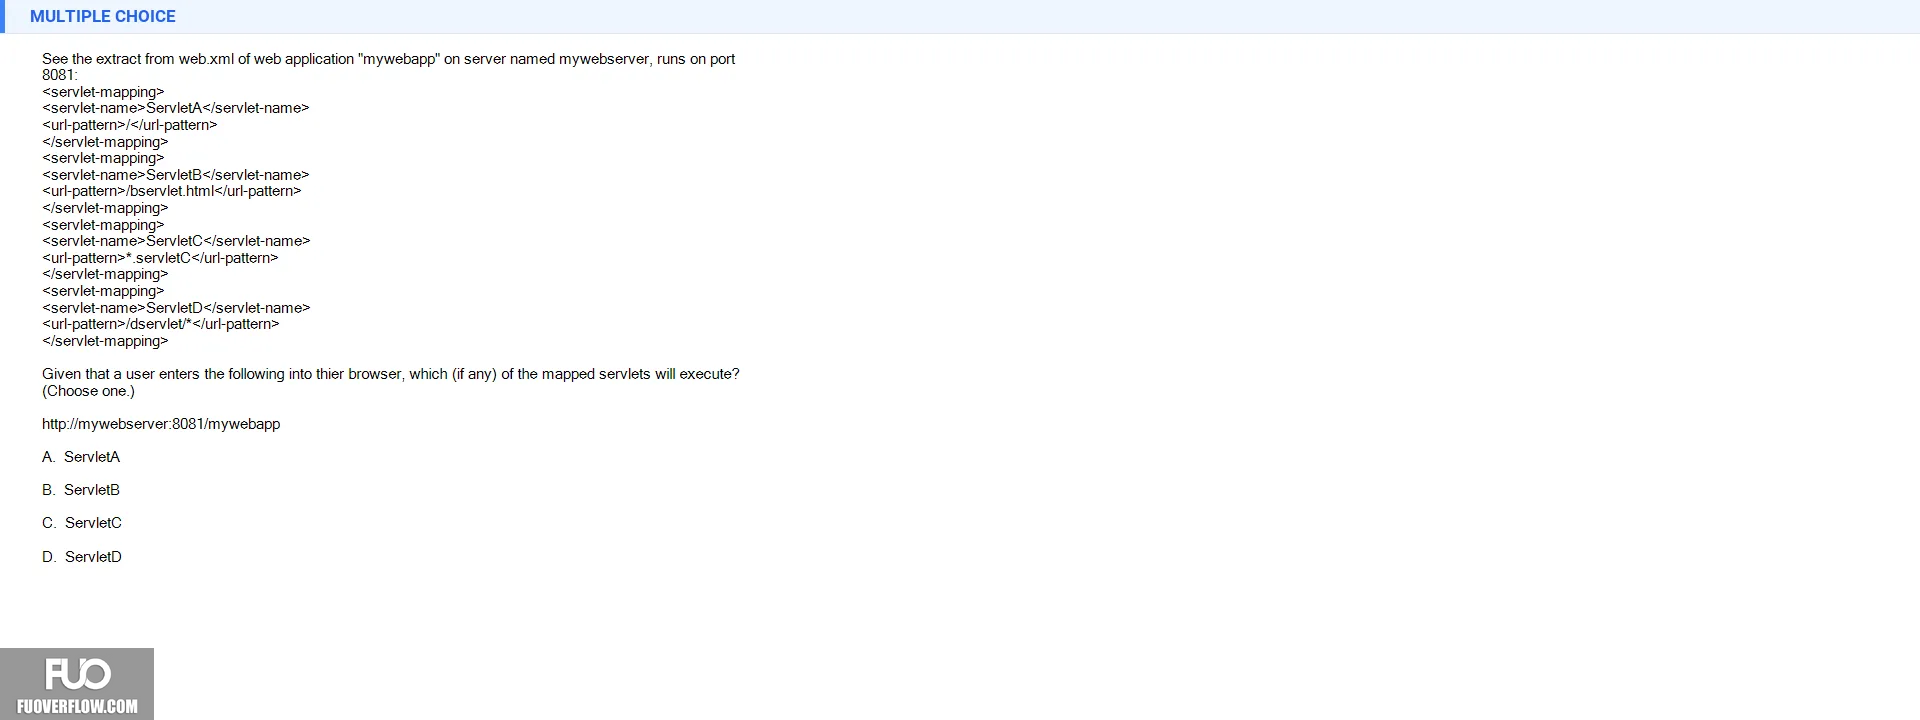 MULTIPLE CHOICE
See the extract from web.xml of web application "mywebapp" on server named mywebserver, runs on port
8081:
<servlet-mapping>
<servlet-name>ServletA</servlet-name>
<url-pattern>/</url-pattern>
</servlet-mapping>
<servlet-mapping>
<servlet-name>ServletB</servlet-name>
<url-pattern>/bservlet.html</url-pattern>
</servlet-mapping>
<servlet-mapping>
<servlet-name>ServletC</servlet-name>
<url-pattern>*.servletC</url-pattern>
</servlet-mapping>
<servlet-mapping>
<servlet-name>ServletD</servlet-name>
<url-pattern>/dservlet/*</url-pattern>
</servlet-mapping>
Given that a user enters the following into thier browser, which (if any) of the mapped servlets will execute?
(Choose one.)
http://mywebserver:8081/mywebapp
A. ServletA
B. ServletB
C. ServletC
D. ServletD
FUO
FUOVERFLOW.COM